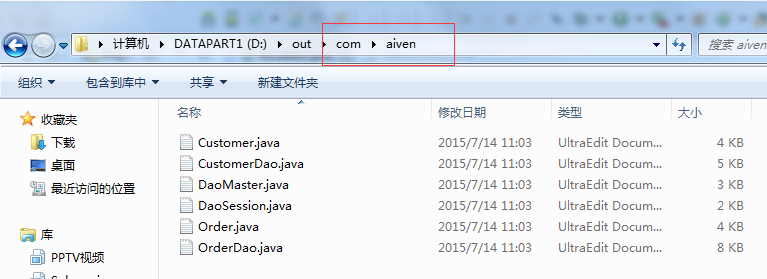 计算机 DATAPART1 (D:) out com aiven 搜索 aiven
组织 包含到库中 共享 新建文件夹
收藏夹
下载
桌面
最近访问的位置
库
PPTV视频
名称 修改日期 类型 大小
Customer.java 2015/7/14 11:03 UltraEdit Docum... 4 KB
CustomerDao.java 2015/7/14 11:03 UltraEdit Docum... 5 KB
DaoMaster.java 2015/7/14 11:03 UltraEdit Docum... 3 KB
DaoSession.java 2015/7/14 11:03 UltraEdit Docum... 2 KB
Order.java 2015/7/14 11:03 UltraEdit Docum... 4 KB
OrderDao.java 2015/7/14 11:03 UltraEdit Docum... 8 KB